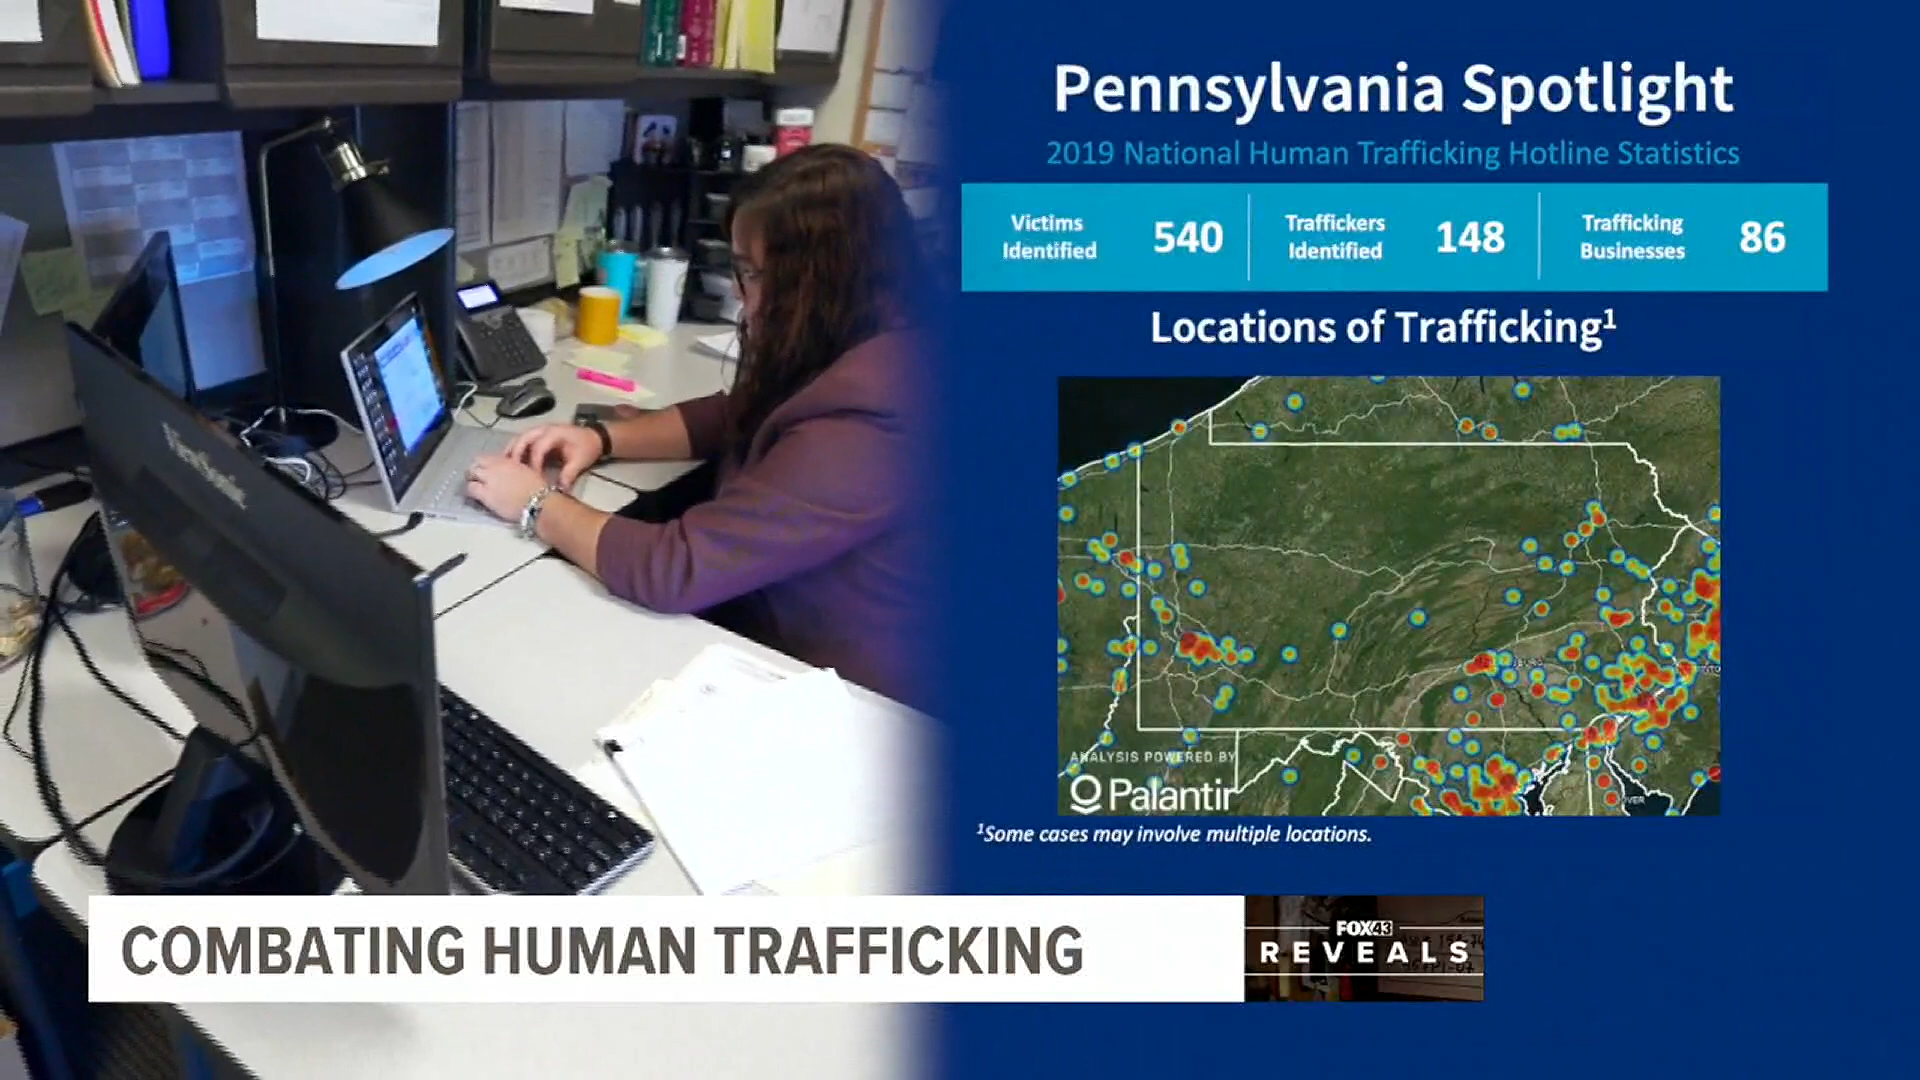 Pennsylvania Spotlight
2019 National Human Trafficking Hotline Statistics
Victims
Identified
540
Traffickers
Identified
148
Trafficking
Businesses
86
Locations of Trafficking¹
ANALYSIS POWERED BY
Palantir
¹Some cases may involve multiple locations.
COMBATING HUMAN TRAFFICKING
FOX43
REVEALS